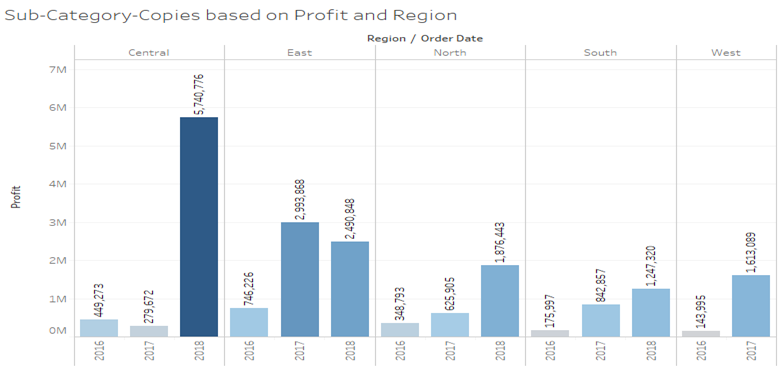 Sub-Category-Copies based on Profit and Region
Region / Order Date
Central East North South West
7M
6M
5M
4M
3M
2M
1M
0M
Profit
449,273
279,672
5,740,776
746,226
2,993,868
2,490,848
348,793
625,905
1,876,443
175,997
842,857
1,247,320
143,995
1,613,089
2016 2017 2018 2016 2017 2018 2016 2017 2018 2016 2017 2018 2016 2017